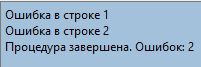 Ошибка в строке 1
Ошибка в строке 2
Процедура завершена. Ошибок: 2